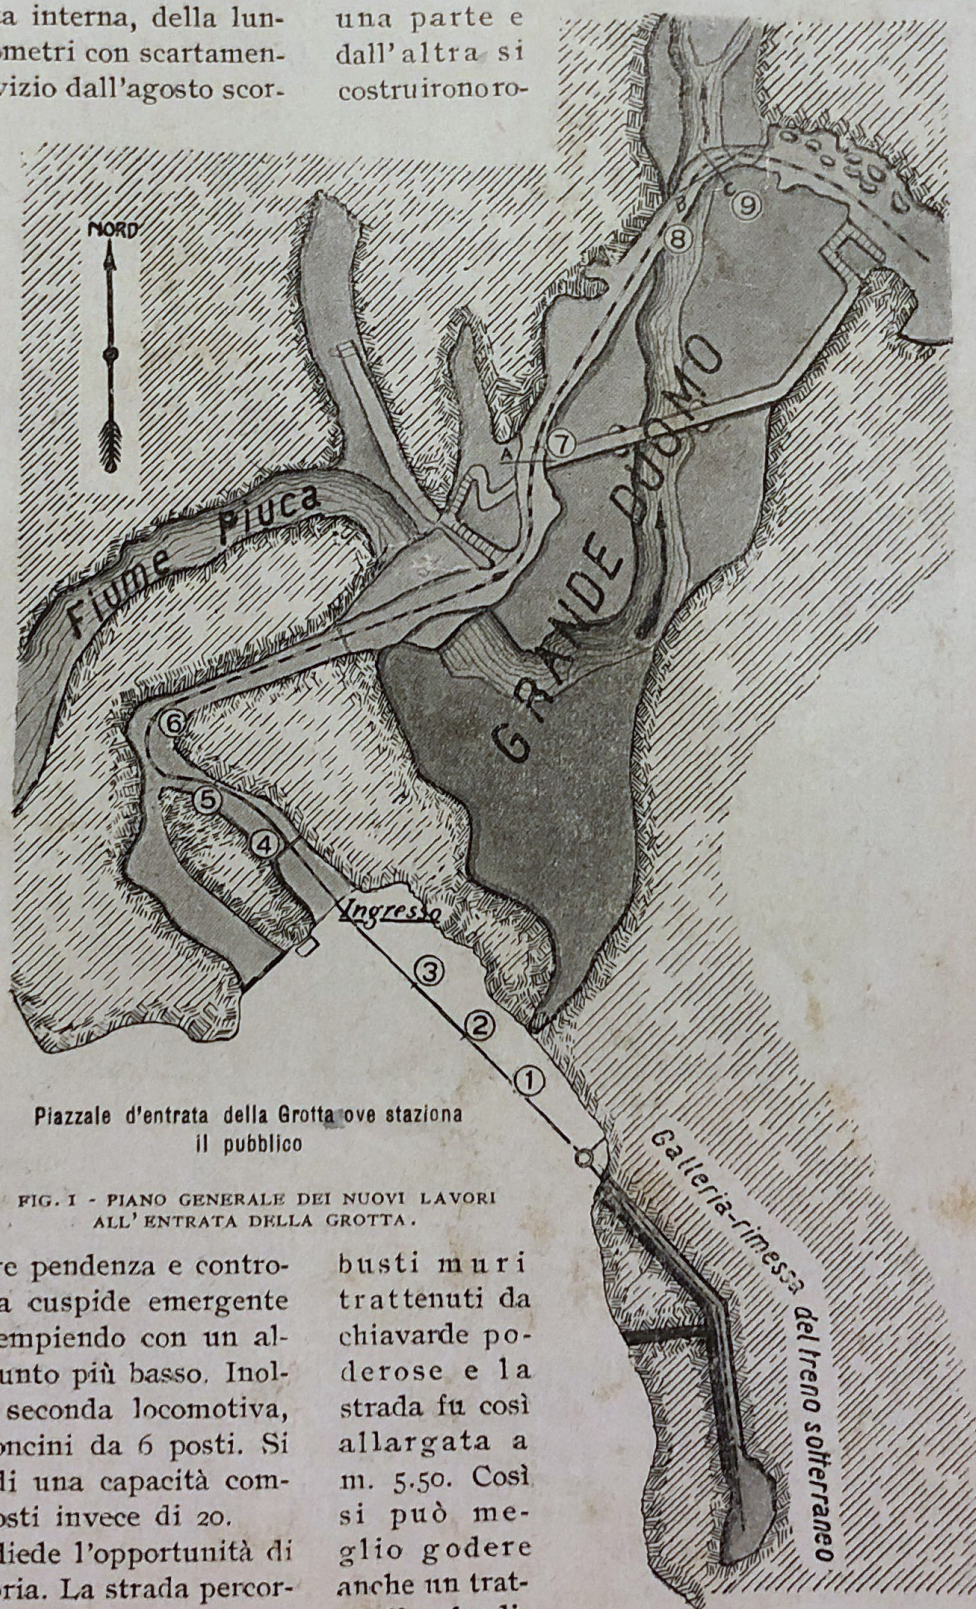 a interna, della lun-
metri con scartamen-
vizio dall'agosto scor-
una parte e
dall'altra si
costruirono ro-
NORD
Fiume Piuca
GRANDE DUOMO
A
B
C
9
8
7
6
5
4
Ingresso
3
2
1
Piazzale d'entrata della Grotta ove staziona
il pubblico
Galleria-rimessa del treno sotterraneo
FIG. I - PIANO GENERALE DEI NUOVI LAVORI
ALL'ENTRATA DELLA GROTTA.
re pendenza e contro-
a cuspide emergente
empiendo con un al-
unto più basso. Inol-
seconda locomotiva,
oncini da 6 posti. Si
di una capacità com-
osti invece di 20.
diede l'opportunità di
ria. La strada percor-
busti muri
trattenuti da
chiavarde po-
derose e la
strada fu così
allargata a
m. 5.50. Così
si può me-
glio godere
anche un trat-